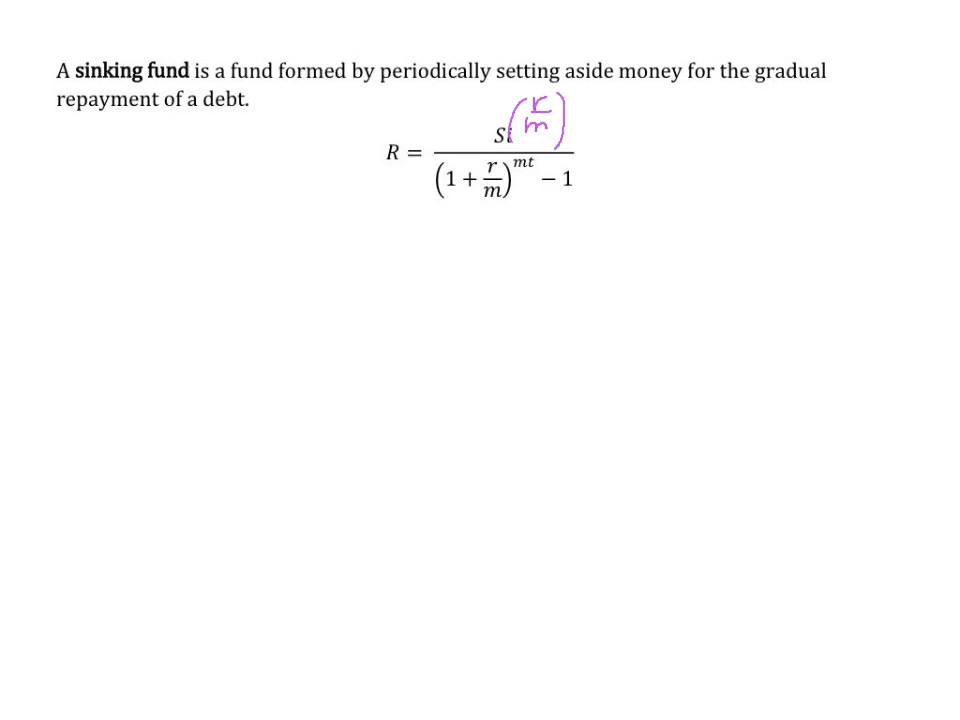 A sinking fund is a fund formed by periodically setting aside money for the gradual
repayment of a debt.
R = Si(r/m) / (1 + r/m)^mt − 1